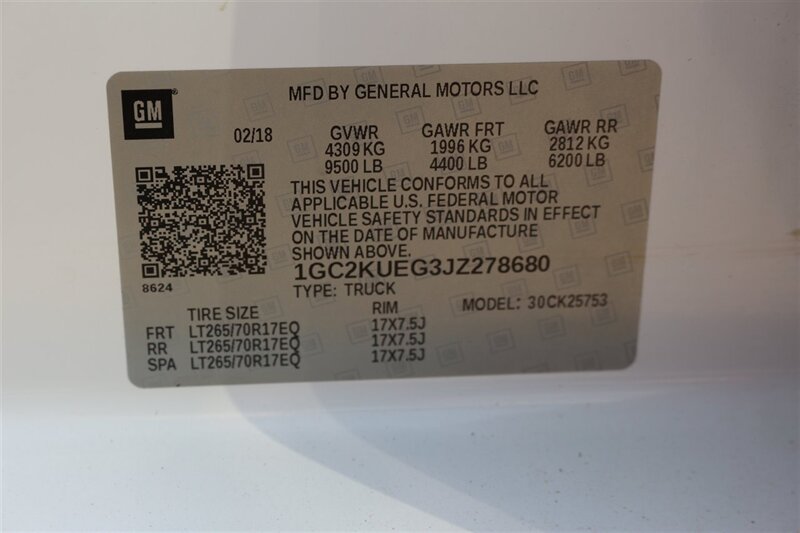 GM®
MFD BY GENERAL MOTORS LLC
02/18 GVWR GAWR FRT GAWR RR
4309 KG 1996 KG 2812 KG
9500 LB 4400 LB 6200 LB
THIS VEHICLE CONFORMS TO ALL
APPLICABLE U.S. FEDERAL MOTOR
VEHICLE SAFETY STANDARDS IN EFFECT
ON THE DATE OF MANUFACTURE
SHOWN ABOVE.
8624
1GC2KUEG3JZ278680
TYPE: TRUCK
MODEL: 30CK25753
TIRE SIZE RIM
FRT LT265/70R17EQ 17X7.5J
RR LT265/70R17EQ 17X7.5J
SPA LT265/70R17EQ 17X7.5J